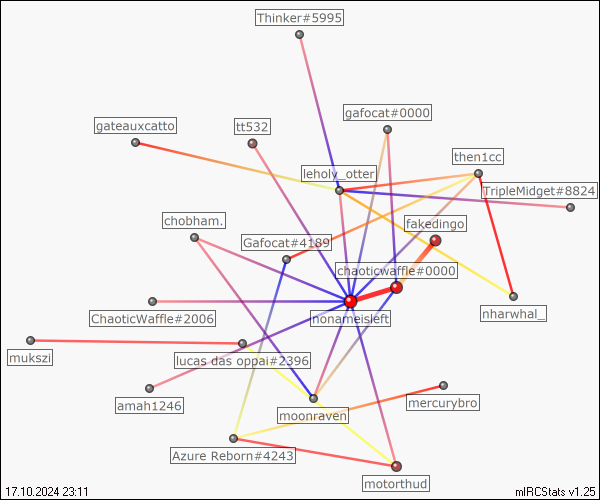 Thinker#5995
gafocat#0000
gateauxcatto
tt532
then1cc
leholy_otter
TripleMidget#8824
chobham.
fakedingo
Gafocat#4189
chaoticwaffle#0000
ChaoticWaffle#2006
nonameisleft
nharwhal_
mukszi
lucas das oppai#2396
amah1246
moonraven
mercurybro
Azure Reborn#4243
motorthud
17.10.2024 23:11
mIRCStats v1.25